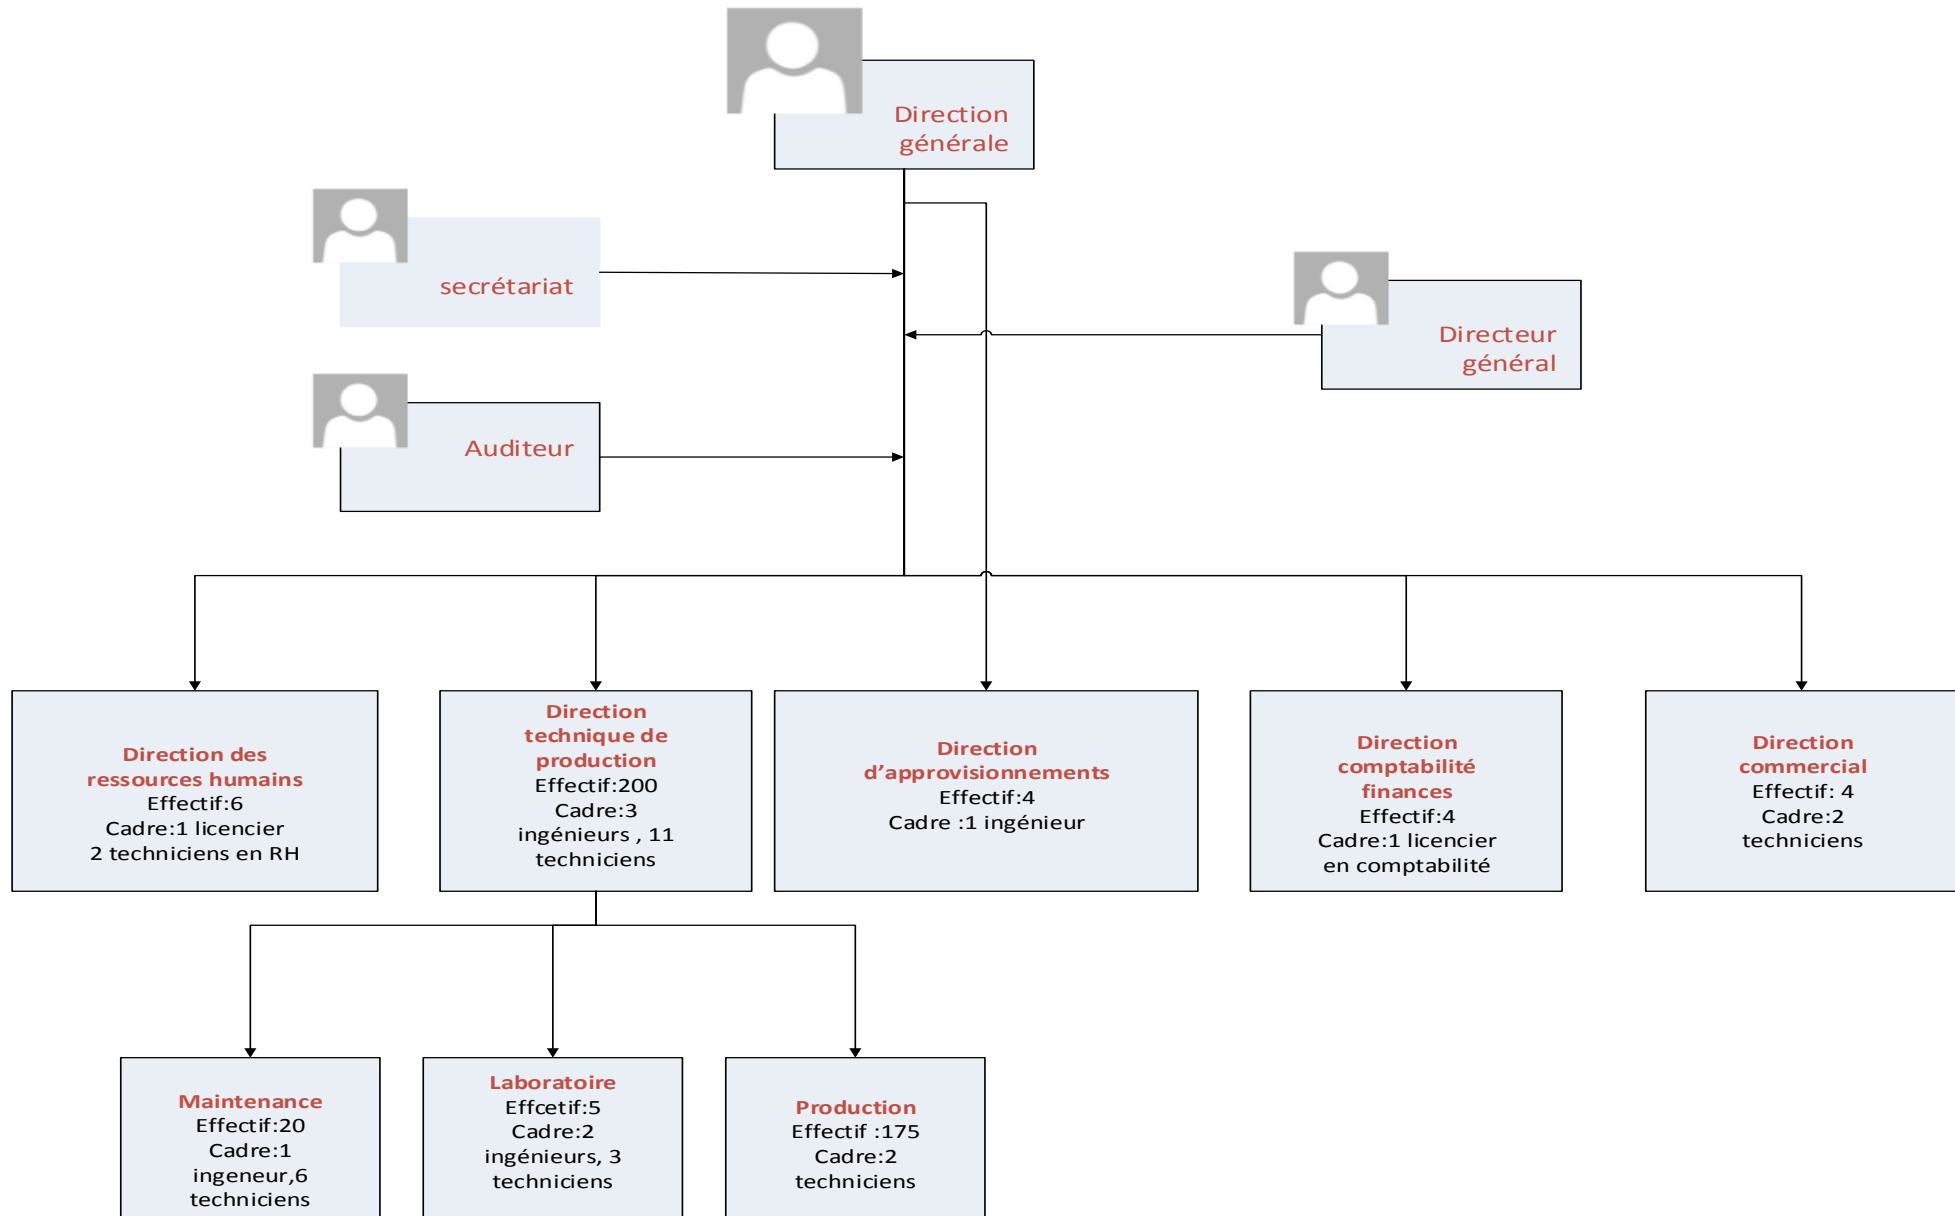 Direction
générale
secrétariat
Directeur
général
Auditeur
Direction des
ressources humains
Effectif:6
Cadre:1 licencier
2 techniciens en RH
Direction
technique de
production
Effectif:200
Cadre:3
ingénieurs , 11
techniciens
Direction
d’approvisionnements
Effectif:4
Cadre :1 ingénieur
Direction
comptabilité
finances
Effectif:4
Cadre:1 licencier
en comptabilité
Direction
commercial
Effectif: 4
Cadre:2
techniciens
Maintenance
Effectif:20
Cadre:1
ingeneur,6
techniciens
Laboratoire
Effcetif:5
Cadre:2
ingénieurs, 3
techniciens
Production
Effectif :175
Cadre:2
techniciens